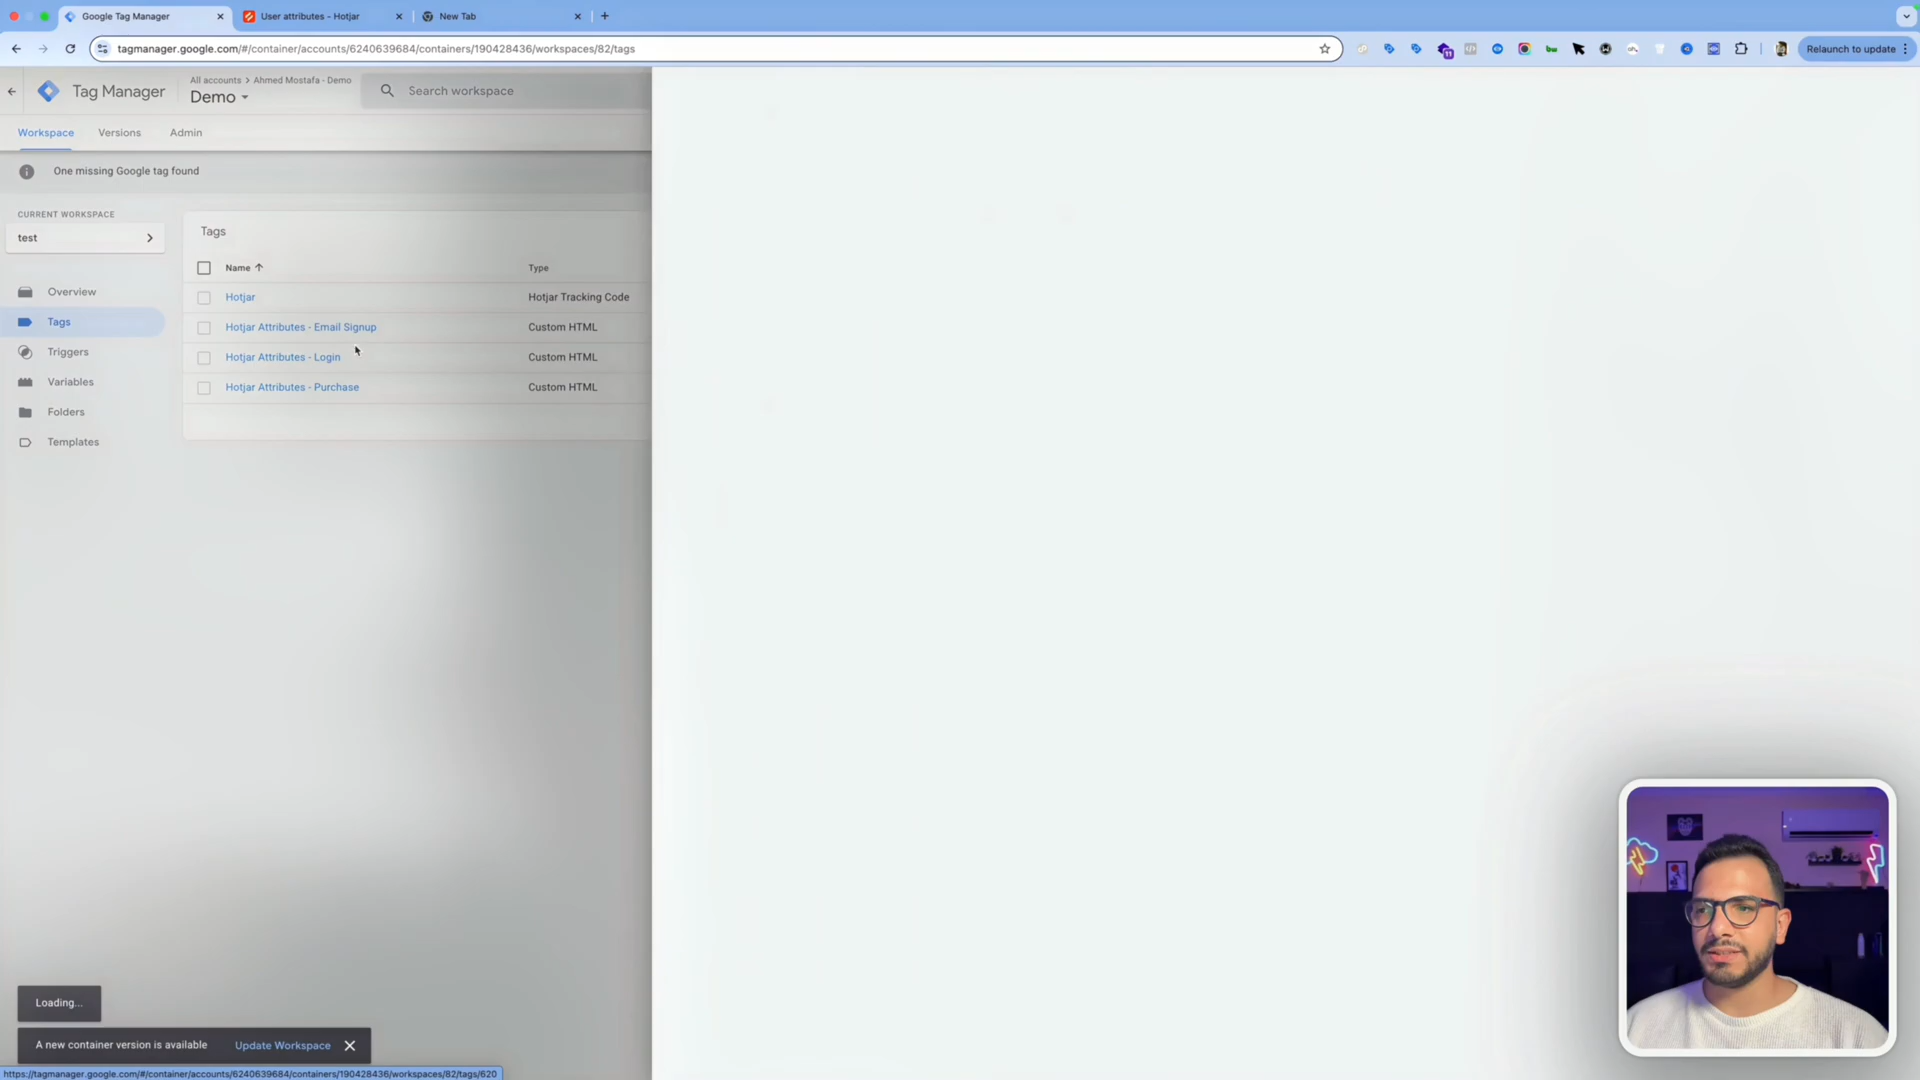 Google Tag Manager
User attributes - Hotjar
New Tab
tagmanager.google.com/#/container/accounts/6240639684/containers/190428436/workspaces/82/tags
11
Relaunch to update
Tag Manager
All accounts > Ahmed Mostafa - Demo
Demo
Search workspace
Workspace
Versions
Admin
One missing Google tag found
CURRENT WORKSPACE
test
Overview
Tags
Triggers
Variables
Folders
Templates
Tags
Name
Type
Hotjar
Hotjar Tracking Code
Hotjar Attributes - Email Signup
Custom HTML
Hotjar Attributes - Login
Custom HTML
Hotjar Attributes - Purchase
Custom HTML
Loading...
A new container version is available
Update Workspace
https://tagmanager.google.com/#/container/accounts/6240639684/containers/190428436/workspaces/82/tags/620